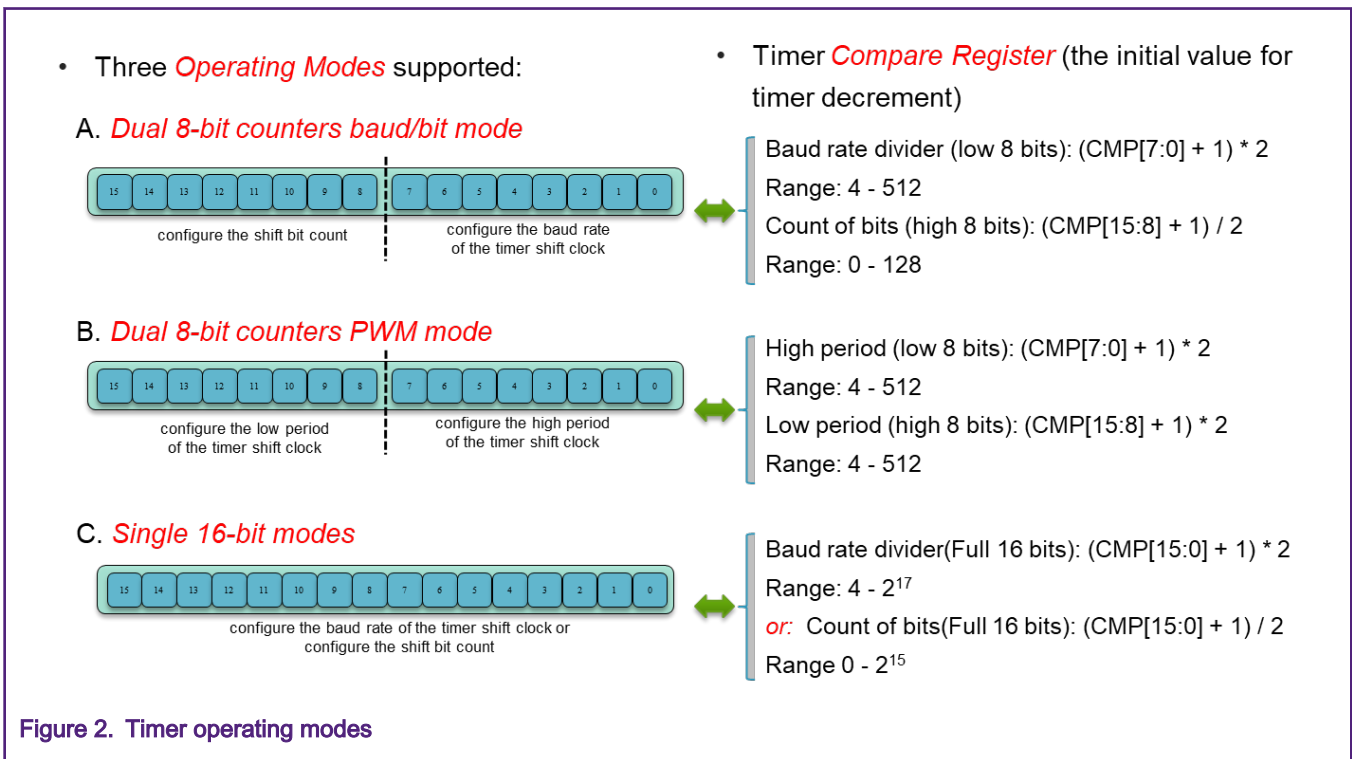 • Three Operating Modes supported:
A. Dual 8-bit counters baud/bit mode
15 14 13 12 11 10 9 8 7 6 5 4 3 2 1 0
configure the shift bit count
configure the baud rate
of the timer shift clock
B. Dual 8-bit counters PWM mode
15 14 13 12 11 10 9 8 7 6 5 4 3 2 1 0
configure the low period
of the timer shift clock
configure the high period
of the timer shift clock
C. Single 16-bit modes
15 14 13 12 11 10 9 8 7 6 5 4 3 2 1 0
configure the baud rate of the timer shift clock or
configure the shift bit count
• Timer Compare Register (the initial value for
timer decrement)
Baud rate divider (low 8 bits): (CMP[7:0] + 1) * 2
Range: 4 - 512
Count of bits (high 8 bits): (CMP[15:8] + 1) / 2
Range: 0 - 128
High period (low 8 bits): (CMP[7:0] + 1) * 2
Range: 4 - 512
Low period (high 8 bits): (CMP[15:8] + 1) * 2
Range: 4 - 512
Baud rate divider(Full 16 bits): (CMP[15:0] + 1) * 2
Range: 4 - 2¹⁷
or: Count of bits(Full 16 bits): (CMP[15:0] + 1) / 2
Range 0 - 2¹⁵
Figure 2. Timer operating modes